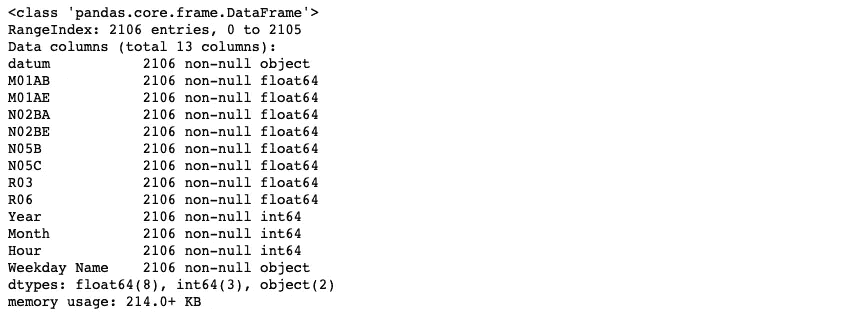 <class 'pandas.core.frame.DataFrame'>
RangeIndex: 2106 entries, 0 to 2105
Data columns (total 13 columns):
datum           2106 non-null object
M01AB           2106 non-null float64
M01AE           2106 non-null float64
N02BA           2106 non-null float64
N02BE           2106 non-null float64
N05B            2106 non-null float64
N05C            2106 non-null float64
R03             2106 non-null float64
R06             2106 non-null float64
Year            2106 non-null int64
Month           2106 non-null int64
Hour            2106 non-null int64
Weekday Name    2106 non-null object
dtypes: float64(8), int64(3), object(2)
memory usage: 214.0+ KB